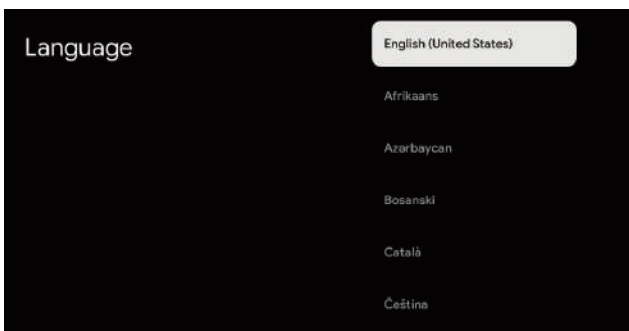 Language
English (United States)
Afrikaans
Azərbaycan
Bosanski
Català
Čeština